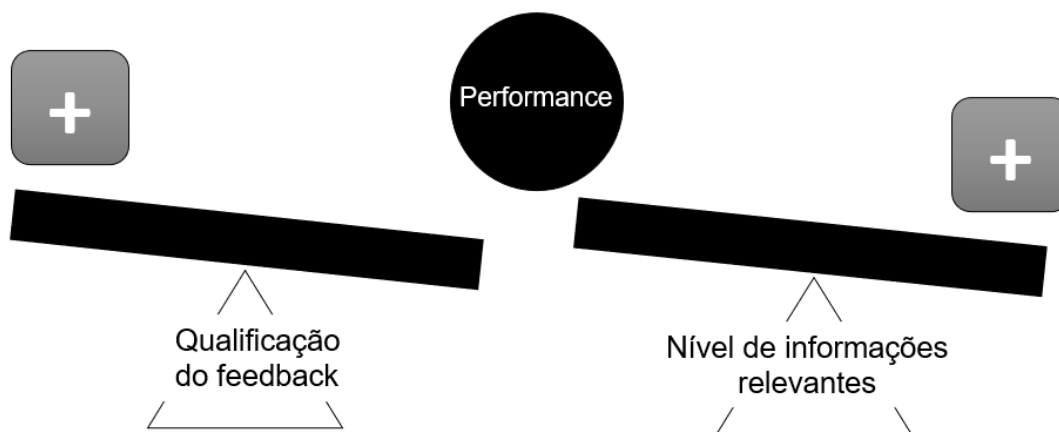 +
Performance
+
Qualificação
do feedback
Nível de informações
relevantes